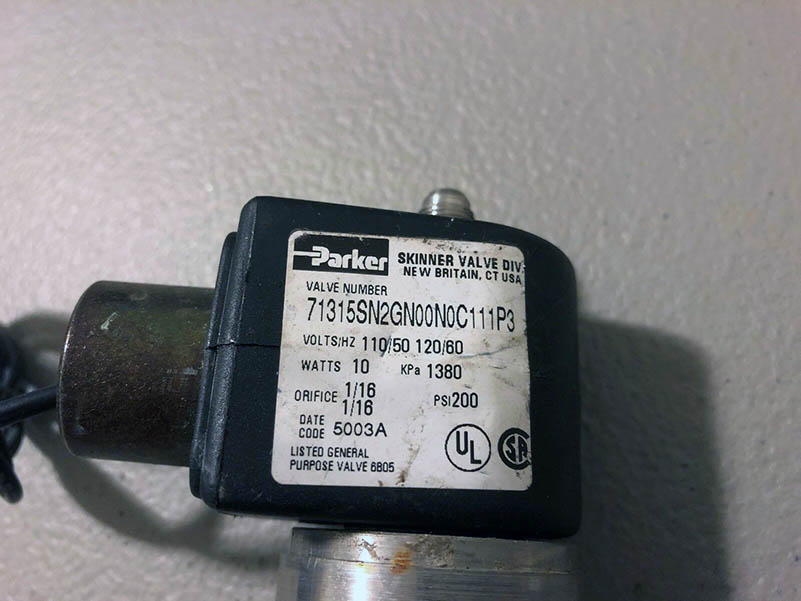 Parker SKINNER VALVE DIV.
NEW BRITAIN, CT USA
VALVE NUMBER
71315SN2GN00N0C111P3
VOLTS/HZ 110/50 120/60
WATTS 10 KPa 1380
ORIFICE 1/16
1/16 PSI 200
DATE CODE 5003A
LISTED GENERAL
PURPOSE VALVE 6805
UL SA